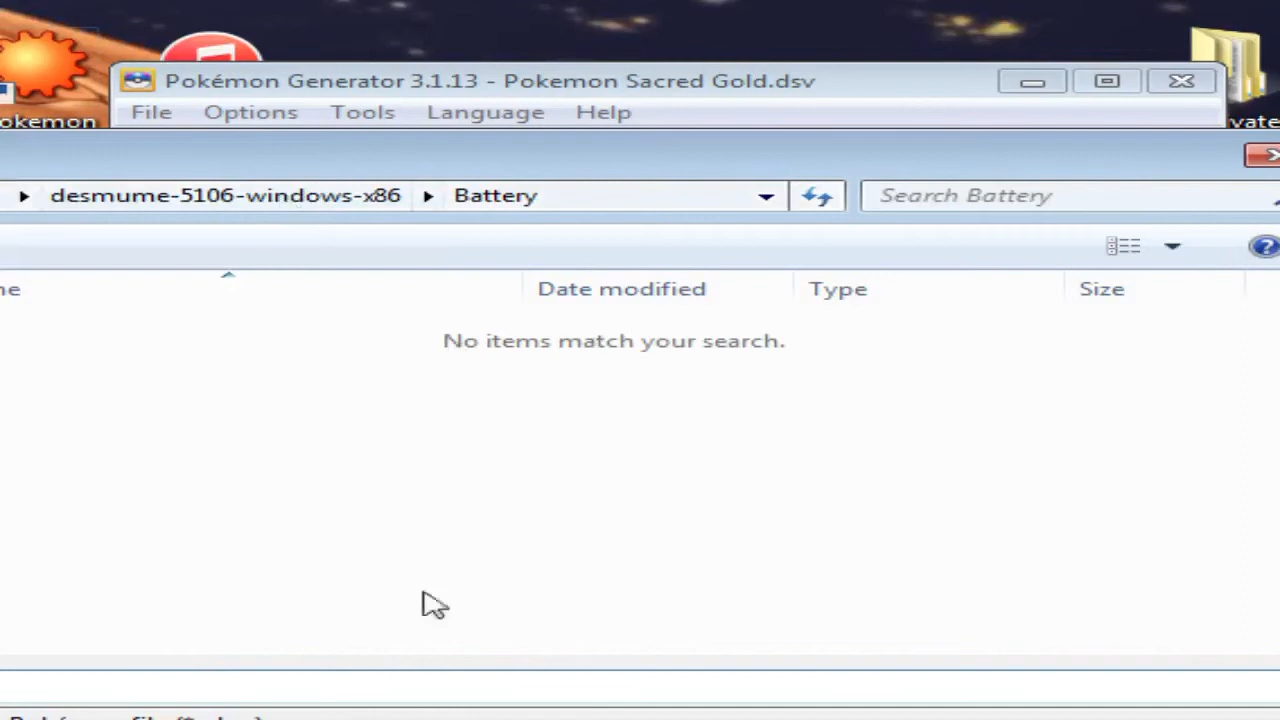 Pokémon Generator 3.1.13 - Pokemon Sacred Gold.dsv
okemon
vate
File Options Tools Language Help
desmume-5106-windows-x86 Battery Search Battery
ne Date modified Type Size
No items match your search.